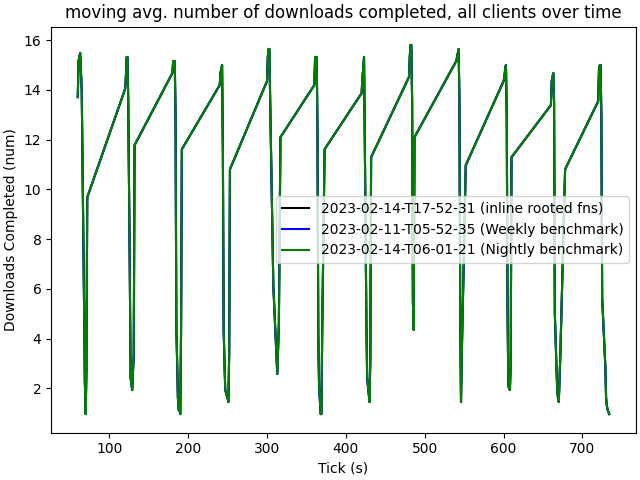 moving avg. number of downloads completed, all clients over time
Downloads Completed (num)
16
14
12
10
8
6
4
2
2023-02-14-T17-52-31 (inline rooted fns)
2023-02-11-T05-52-35 (Weekly benchmark)
2023-02-14-T06-01-21 (Nightly benchmark)
100 200 300 400 500 600 700
Tick (s)